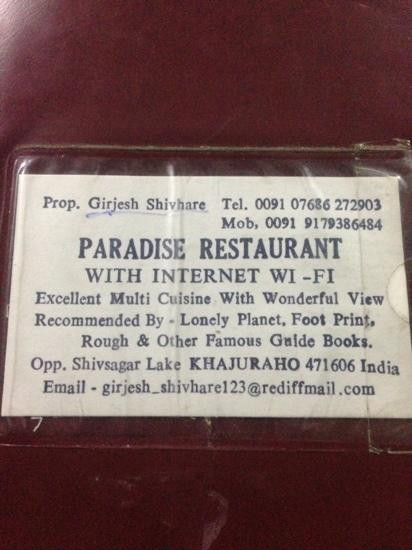 Prop. Girjesh Shivhare Tel. 0091 07686 272903
Mob, 0091 9179386484
PARADISE RESTAURANT
WITH INTERNET WI -FI
Excellent Multi Cuisine With Wonderful View
Recommended By - Lonely Planet, Foot Print,
Rough & Other Famous Guide Books.
Opp. Shivsagar Lake KHAJURAHO 471606 India
Email - girjesh_shivhare123@rediffmail.com